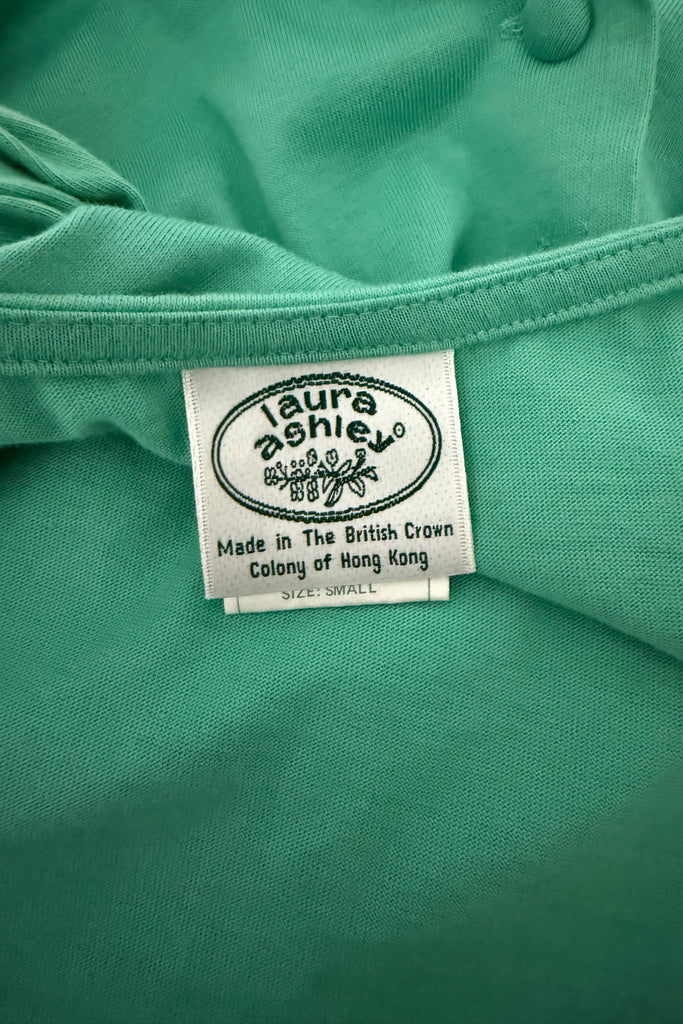 laura
ashley®
Made in The British Crown
Colony of Hong Kong
SIZE: SMALL